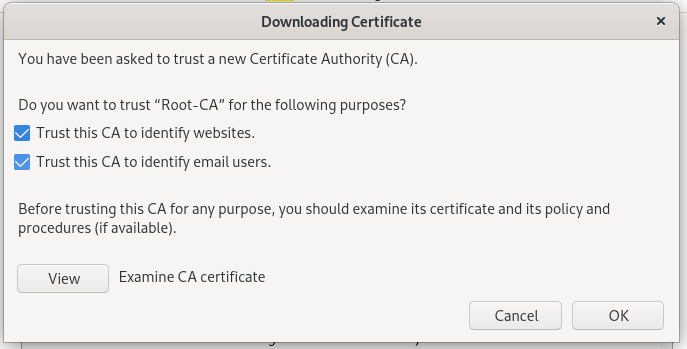 Downloading Certificate
You have been asked to trust a new Certificate Authority (CA).
Do you want to trust “Root-CA” for the following purposes?
Trust this CA to identify websites.
Trust this CA to identify email users.
Before trusting this CA for any purpose, you should examine its certificate and its policy and
procedures (if available).
View Examine CA certificate
Cancel OK